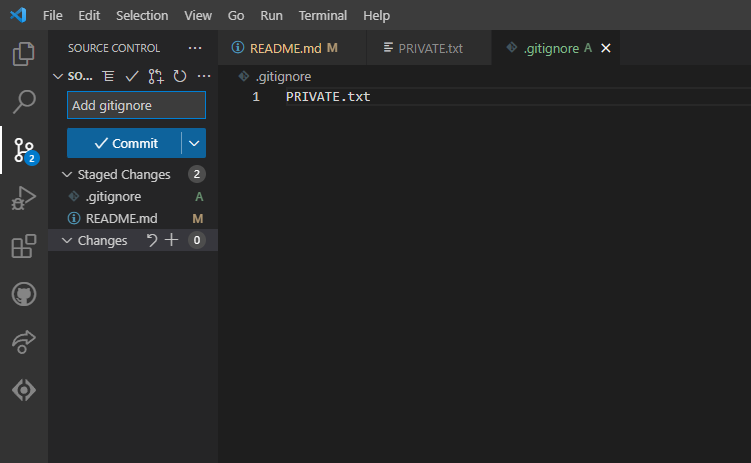 File Edit Selection View Go Run Terminal Help
SOURCE CONTROL ...
README.md M PRIVATE.txt .gitignore A
SO... ...
.gitignore
Add gitignore
1 PRIVATE.txt
Commit
Staged Changes 2
.gitignore A
README.md M
Changes 0
2